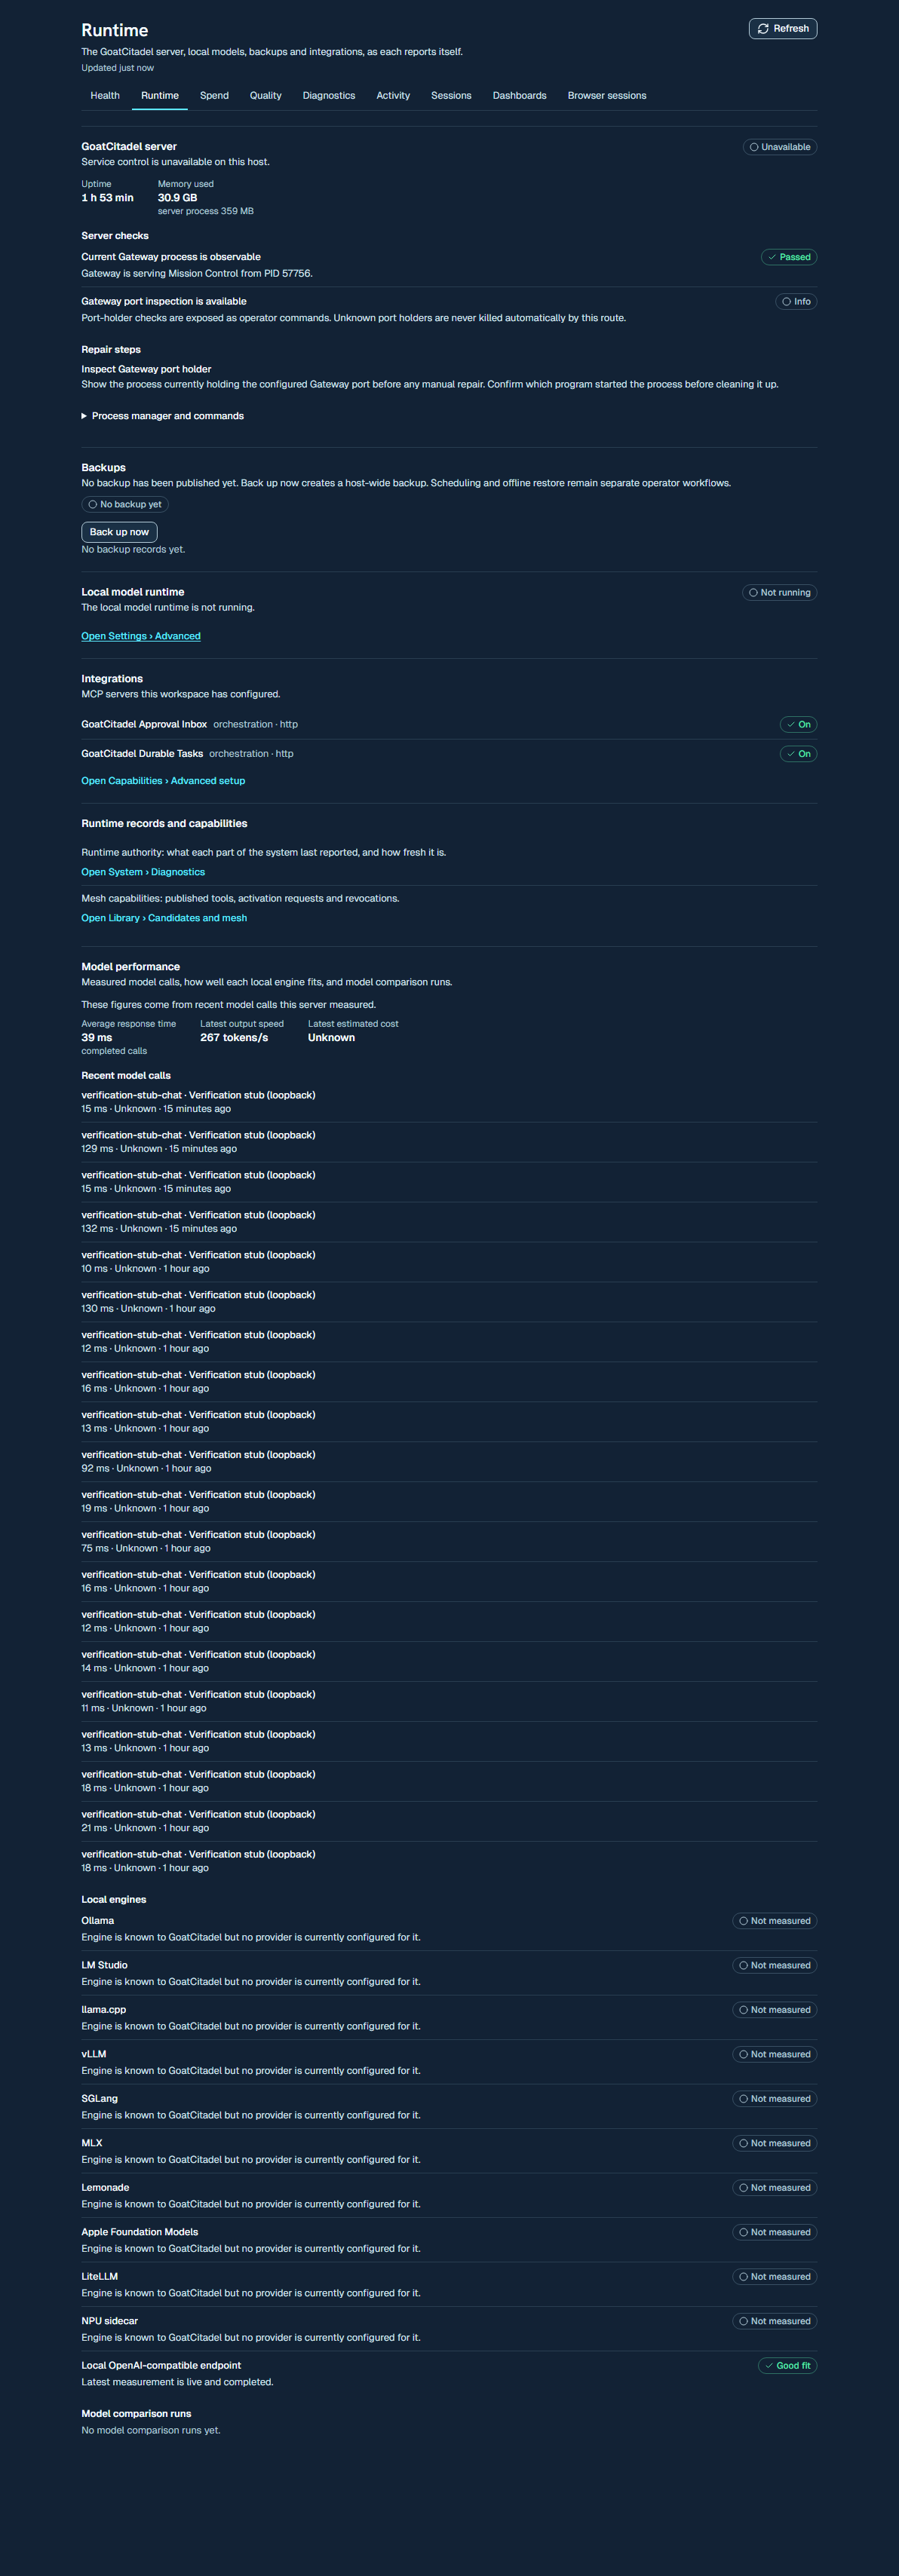 Runtime
Refresh
The GoatCitadel server, local models, backups and integrations, as each reports itself.
Updated just now
Health Runtime Spend Quality Diagnostics Activity Sessions Dashboards Browser sessions
GoatCitadel server
Unavailable
Service control is unavailable on this host.
Uptime Memory used
1 h 53 min 30.9 GB
server process 359 MB
Server checks
Current Gateway process is observable
Passed
Gateway is serving Mission Control from PID 57756.
Gateway port inspection is available
Info
Port-holder checks are exposed as operator commands. Unknown port holders are never killed automatically by this route.
Repair steps
Inspect Gateway port holder
Show the process currently holding the configured Gateway port before any manual repair. Confirm which program started the process before cleaning it up.
Process manager and commands
Backups
No backup has been published yet. Back up now creates a host-wide backup. Scheduling and offline restore remain separate operator workflows.
No backup yet
Back up now
No backup records yet.
Local model runtime
Not running
The local model runtime is not running.
Open Settings › Advanced
Integrations
MCP servers this workspace has configured.
GoatCitadel Approval Inbox orchestration · http
On
GoatCitadel Durable Tasks orchestration · http
On
Open Capabilities › Advanced setup
Runtime records and capabilities
Runtime authority: what each part of the system last reported, and how fresh it is.
Open System › Diagnostics
Mesh capabilities: published tools, activation requests and revocations.
Open Library › Candidates and mesh
Model performance
Measured model calls, how well each local engine fits, and model comparison runs.
These figures come from recent model calls this server measured.
Average response time Latest output speed Latest estimated cost
39 ms 267 tokens/s Unknown
completed calls
Recent model calls
verification-stub-chat · Verification stub (loopback)
15 ms · Unknown · 15 minutes ago
verification-stub-chat · Verification stub (loopback)
129 ms · Unknown · 15 minutes ago
verification-stub-chat · Verification stub (loopback)
15 ms · Unknown · 15 minutes ago
verification-stub-chat · Verification stub (loopback)
132 ms · Unknown · 15 minutes ago
verification-stub-chat · Verification stub (loopback)
10 ms · Unknown · 1 hour ago
verification-stub-chat · Verification stub (loopback)
130 ms · Unknown · 1 hour ago
verification-stub-chat · Verification stub (loopback)
12 ms · Unknown · 1 hour ago
verification-stub-chat · Verification stub (loopback)
16 ms · Unknown · 1 hour ago
verification-stub-chat · Verification stub (loopback)
13 ms · Unknown · 1 hour ago
verification-stub-chat · Verification stub (loopback)
92 ms · Unknown · 1 hour ago
verification-stub-chat · Verification stub (loopback)
19 ms · Unknown · 1 hour ago
verification-stub-chat · Verification stub (loopback)
75 ms · Unknown · 1 hour ago
verification-stub-chat · Verification stub (loopback)
16 ms · Unknown · 1 hour ago
verification-stub-chat · Verification stub (loopback)
12 ms · Unknown · 1 hour ago
verification-stub-chat · Verification stub (loopback)
14 ms · Unknown · 1 hour ago
verification-stub-chat · Verification stub (loopback)
11 ms · Unknown · 1 hour ago
verification-stub-chat · Verification stub (loopback)
13 ms · Unknown · 1 hour ago
verification-stub-chat · Verification stub (loopback)
18 ms · Unknown · 1 hour ago
verification-stub-chat · Verification stub (loopback)
21 ms · Unknown · 1 hour ago
verification-stub-chat · Verification stub (loopback)
18 ms · Unknown · 1 hour ago
Local engines
Ollama
Not measured
Engine is known to GoatCitadel but no provider is currently configured for it.
LM Studio
Not measured
Engine is known to GoatCitadel but no provider is currently configured for it.
llama.cpp
Not measured
Engine is known to GoatCitadel but no provider is currently configured for it.
vLLM
Not measured
Engine is known to GoatCitadel but no provider is currently configured for it.
SGLang
Not measured
Engine is known to GoatCitadel but no provider is currently configured for it.
MLX
Not measured
Engine is known to GoatCitadel but no provider is currently configured for it.
Lemonade
Not measured
Engine is known to GoatCitadel but no provider is currently configured for it.
Apple Foundation Models
Not measured
Engine is known to GoatCitadel but no provider is currently configured for it.
LiteLLM
Not measured
Engine is known to GoatCitadel but no provider is currently configured for it.
NPU sidecar
Not measured
Engine is known to GoatCitadel but no provider is currently configured for it.
Local OpenAI-compatible endpoint
Good fit
Latest measurement is live and completed.
Model comparison runs
No model comparison runs yet.